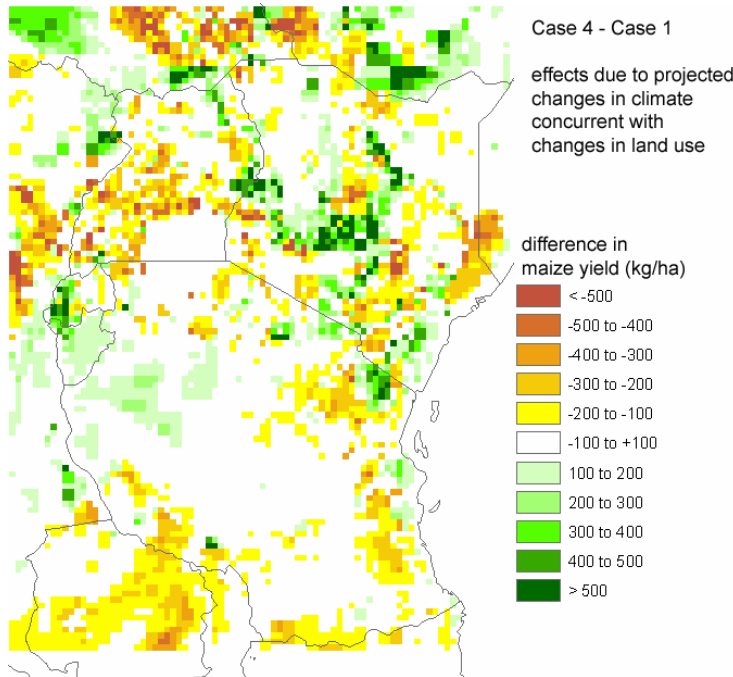 Case 4 - Case 1
effects due to projected
changes in climate
concurrent with
changes in land use
difference in
maize yield (kg/ha)
< -500
-500 to -400
-400 to -300
-300 to -200
-200 to -100
-100 to +100
100 to 200
200 to 300
300 to 400
400 to 500
> 500